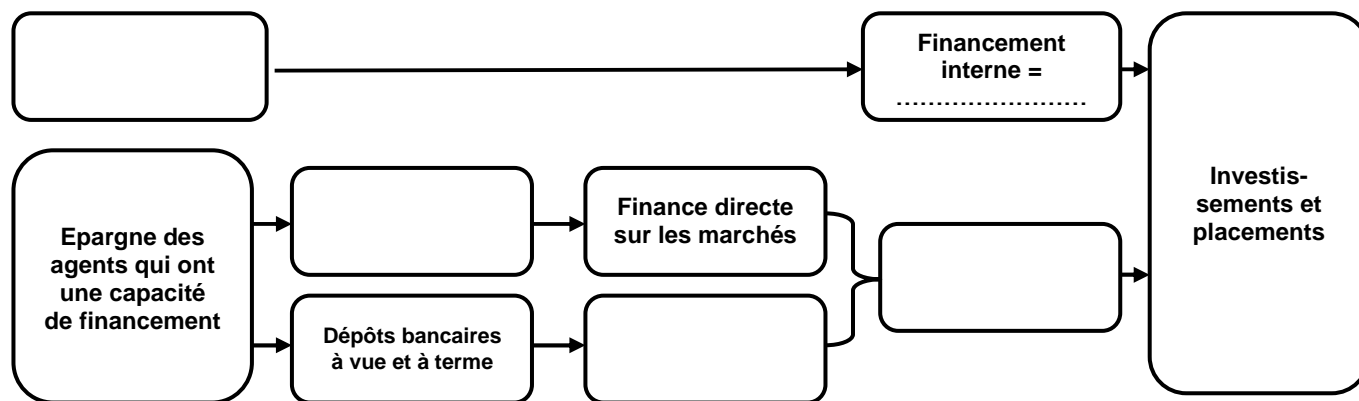 Financement
interne =
.........................
Epargne des
agents qui ont
une capacité
de financement
Finance directe
sur les marchés
Dépôts bancaires
à vue et à terme
Investis-
sements et
placements